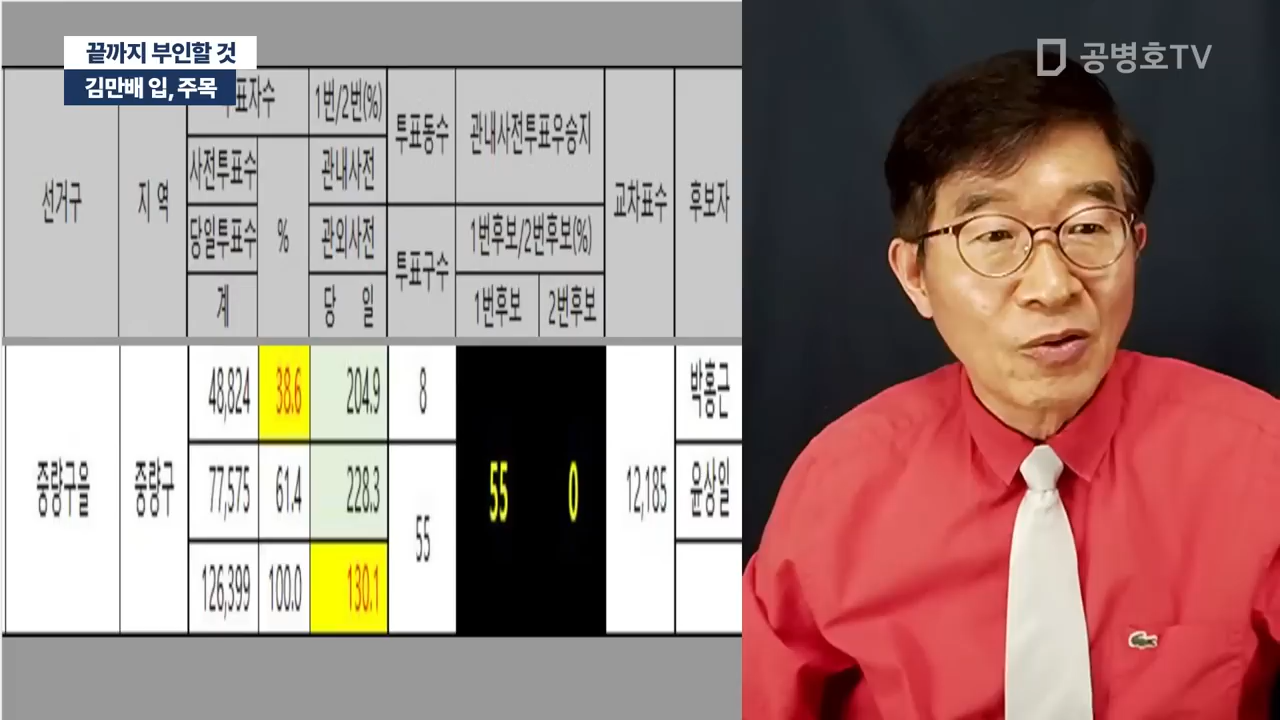 끝까지 부인할 것
김만배 입, 주목
공병호TV
선거구
지 역
표자수
사전투표수
당일투표수
계
%
1번/2번(%)
관내사전
관외사전
당 일
투표동수
투표구수
관내사전투표우승지
1번후보/2번후보(%)
1번후보 2번후보
교차표수
후보자
중랑구을
중랑구
48,824 38.6 204.9 8
77,575 61.4 228.3
126,399 100.0 130.1
55
55 0
12,185
박홍근
윤상일